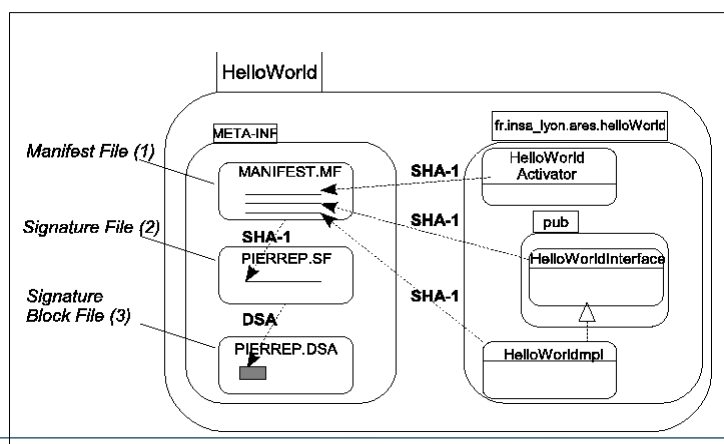 HelloWorld
META-INF
fr.insa_lyon.ares.helloWorld
Manifest File (1)
MANIFEST.MF
SHA-1
HelloWorld
Activator
SHA-1
pub
Signature File (2)
SHA-1
PIERREP.SF
HelloWorldInterface
Signature
Block File (3)
DSA
SHA-1
PIERREP.DSA
HelloWorldmpl